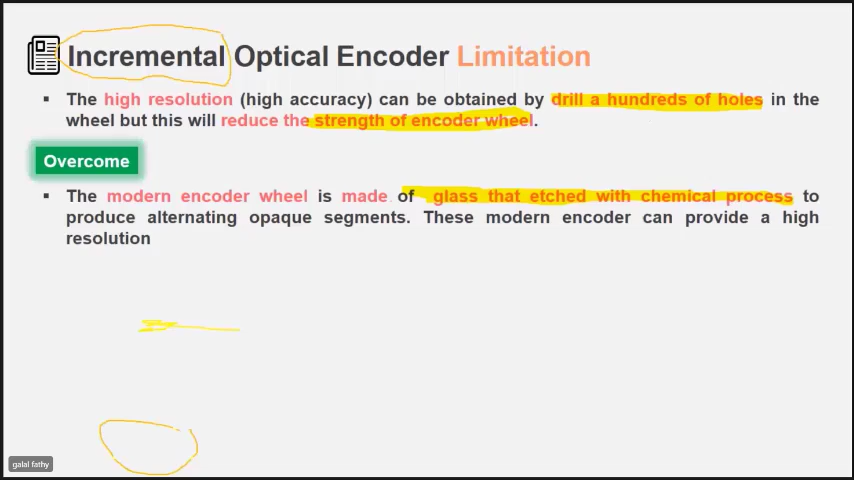 Incremental Optical Encoder Limitation
▪ The high resolution (high accuracy) can be obtained by drill a hundreds of holes in the
wheel but this will reduce the strength of encoder wheel.
Overcome
▪ The modern encoder wheel is made of glass that etched with chemical process to
produce alternating opaque segments. These modern encoder can provide a high
resolution
galal fathy